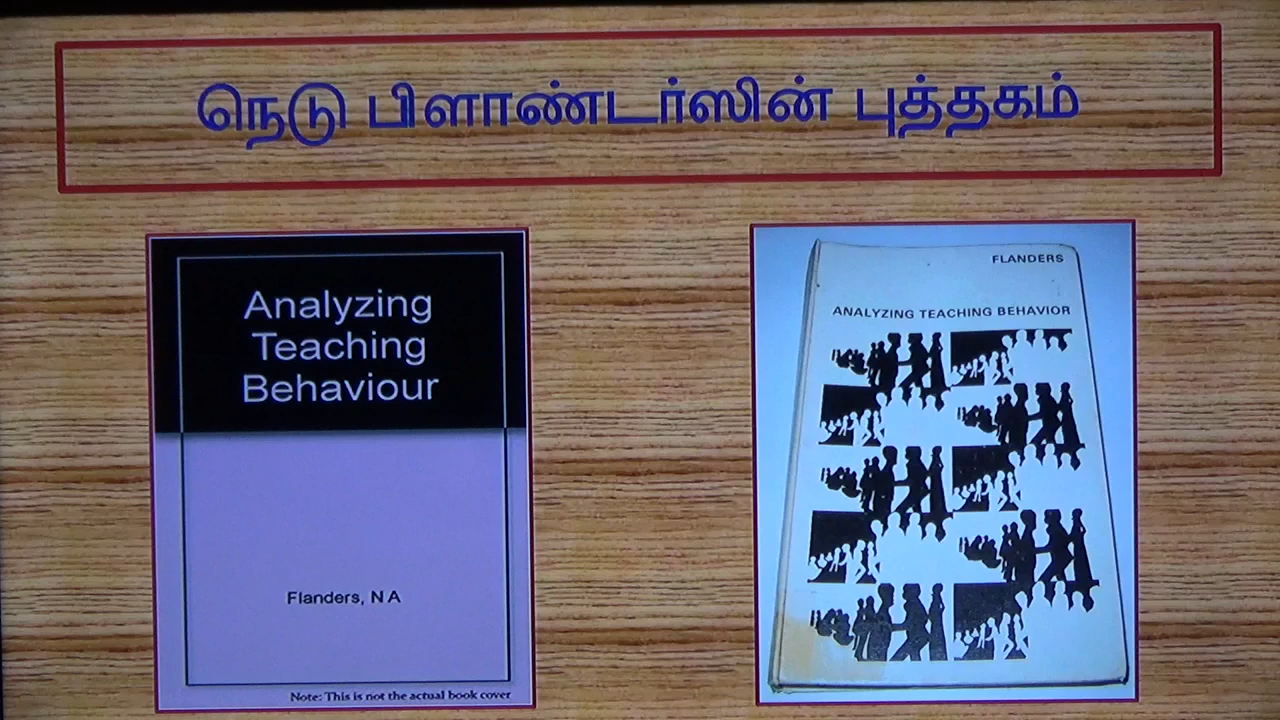 நெடு பிளாண்டர்ஸின் புத்தகம்
Analyzing
Teaching
Behaviour
Flanders, N A
Note: This is not the actual book cover
FLANDERS
ANALYZING TEACHING BEHAVIOR